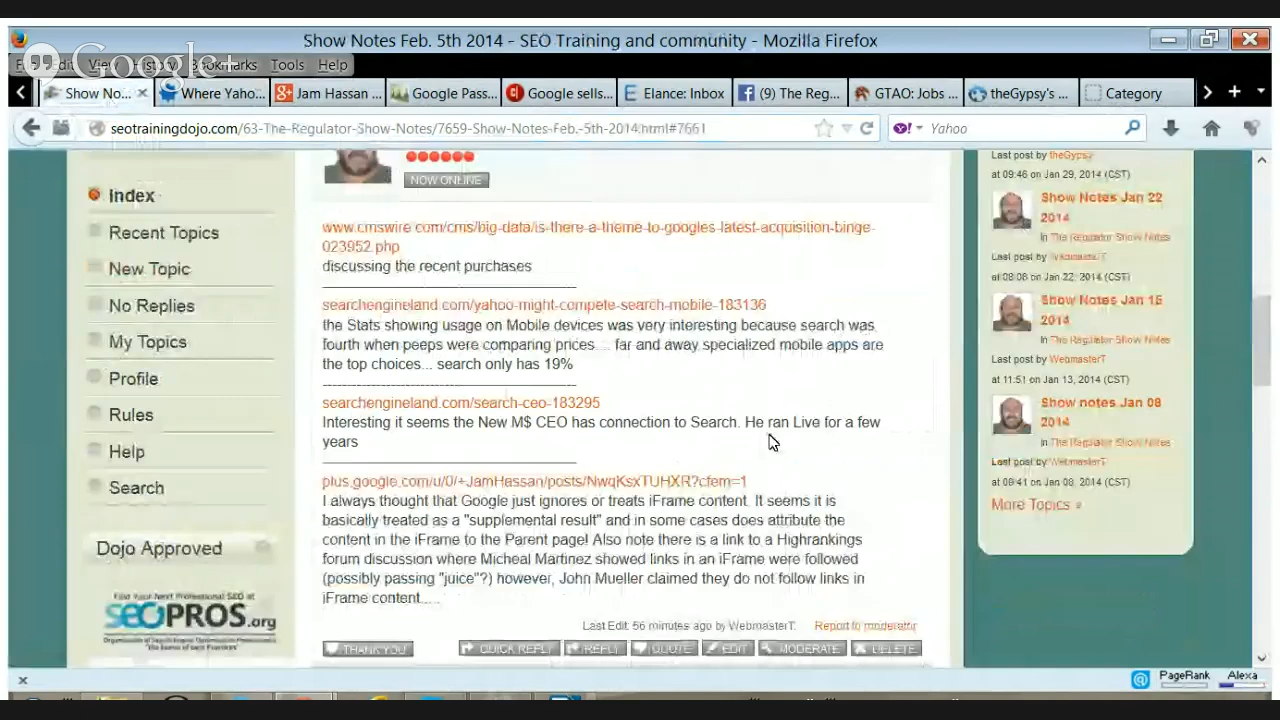 Show Notes Feb. 5th 2014 - SEO Training and community - Mozilla Firefox
Google+
Bookmarks Tools Help
Show No... Where Yaho... Jam Hassan ... Google Pass... Google sells... Elance: Inbox (9) The Reg... GTAO: Jobs ... theGypsy's ... Category
seotrainingdojo.com/63-The-Regulator-Show-Notes/7659-Show-Notes-Feb.-5th-2014.html#7661
Yahoo
NOW ONLINE
Index
Recent Topics
New Topic
No Replies
My Topics
Profile
Rules
Help
Search
Dojo Approved
Find Your Next Professional SEO at
SEOPROS.org
www.cmswire.com/cms/big-data/is-there-a-theme-to-googles-latest-acquisition-binge-
023952.php
discussing the recent purchases
searchengineland.com/yahoo-might-compete-search-mobile-183136
the Stats showing usage on Mobile devices was very interesting because search was
fourth when peeps were comparing prices.... far and away specialized mobile apps are
the top choices... search only has 19%
searchengineland.com/search-ceo-183295
Interesting it seems the New M$ CEO has connection to Search. He ran Live for a few
years
plus.google.com/u/0/+JamHassan/posts/NwqKsxTUHXR?cfem=1
I always thought that Google just ignores or treats iFrame content. It seems it is
basically treated as a "supplemental result" and in some cases does attribute the
content in the iFrame to the Parent page! Also note there is a link to a Highrankings
forum discussion where Micheal Martinez showed links in an iFrame were followed
(possibly passing "juice"?) however, John Mueller claimed they do not follow links in
iFrame content....
Last Edit: 56 minutes ago by WebmasterT. Report to moderator
THANK YOU QUICK REPLY REPLY QUOTE EDIT MODERATE DELETE
Last post by theGypsy
at 09:46 on Jan 29, 2014 (CST)
Show Notes Jan 22
2014
In The Regulator Show Notes
Last post by WebmasterT
at 08:08 on Jan 22, 2014 (CST)
Show Notes Jan 15
2014
In The Regulator Show Notes
Last post by WebmasterT
at 11:51 on Jan 13, 2014 (CST)
Show notes Jan 08
2014
In The Regulator Show Notes
Last post by WebmasterT
at 09:41 on Jan 08, 2014 (CST)
More Topics »
PageRank Alexa